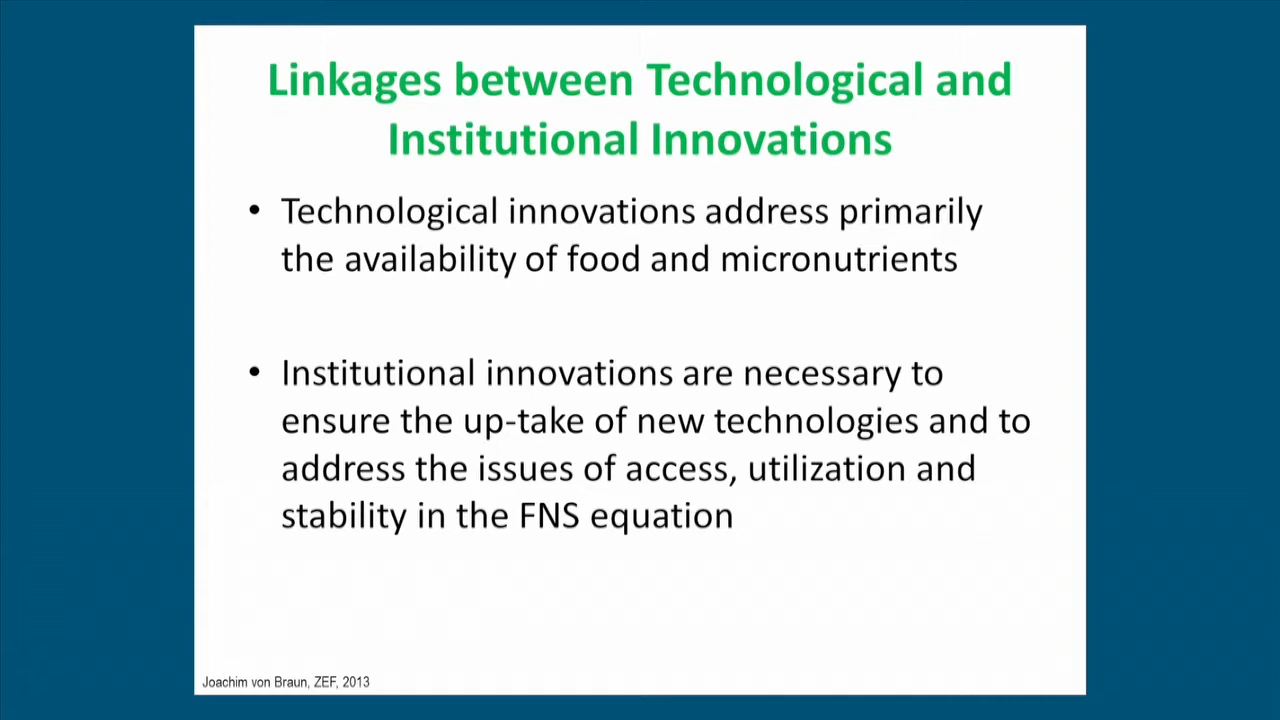 Linkages between Technological and
Institutional Innovations
• Technological innovations address primarily
the availability of food and micronutrients
• Institutional innovations are necessary to
ensure the up-take of new technologies and to
address the issues of access, utilization and
stability in the FNS equation
Joachim von Braun, ZEF, 2013